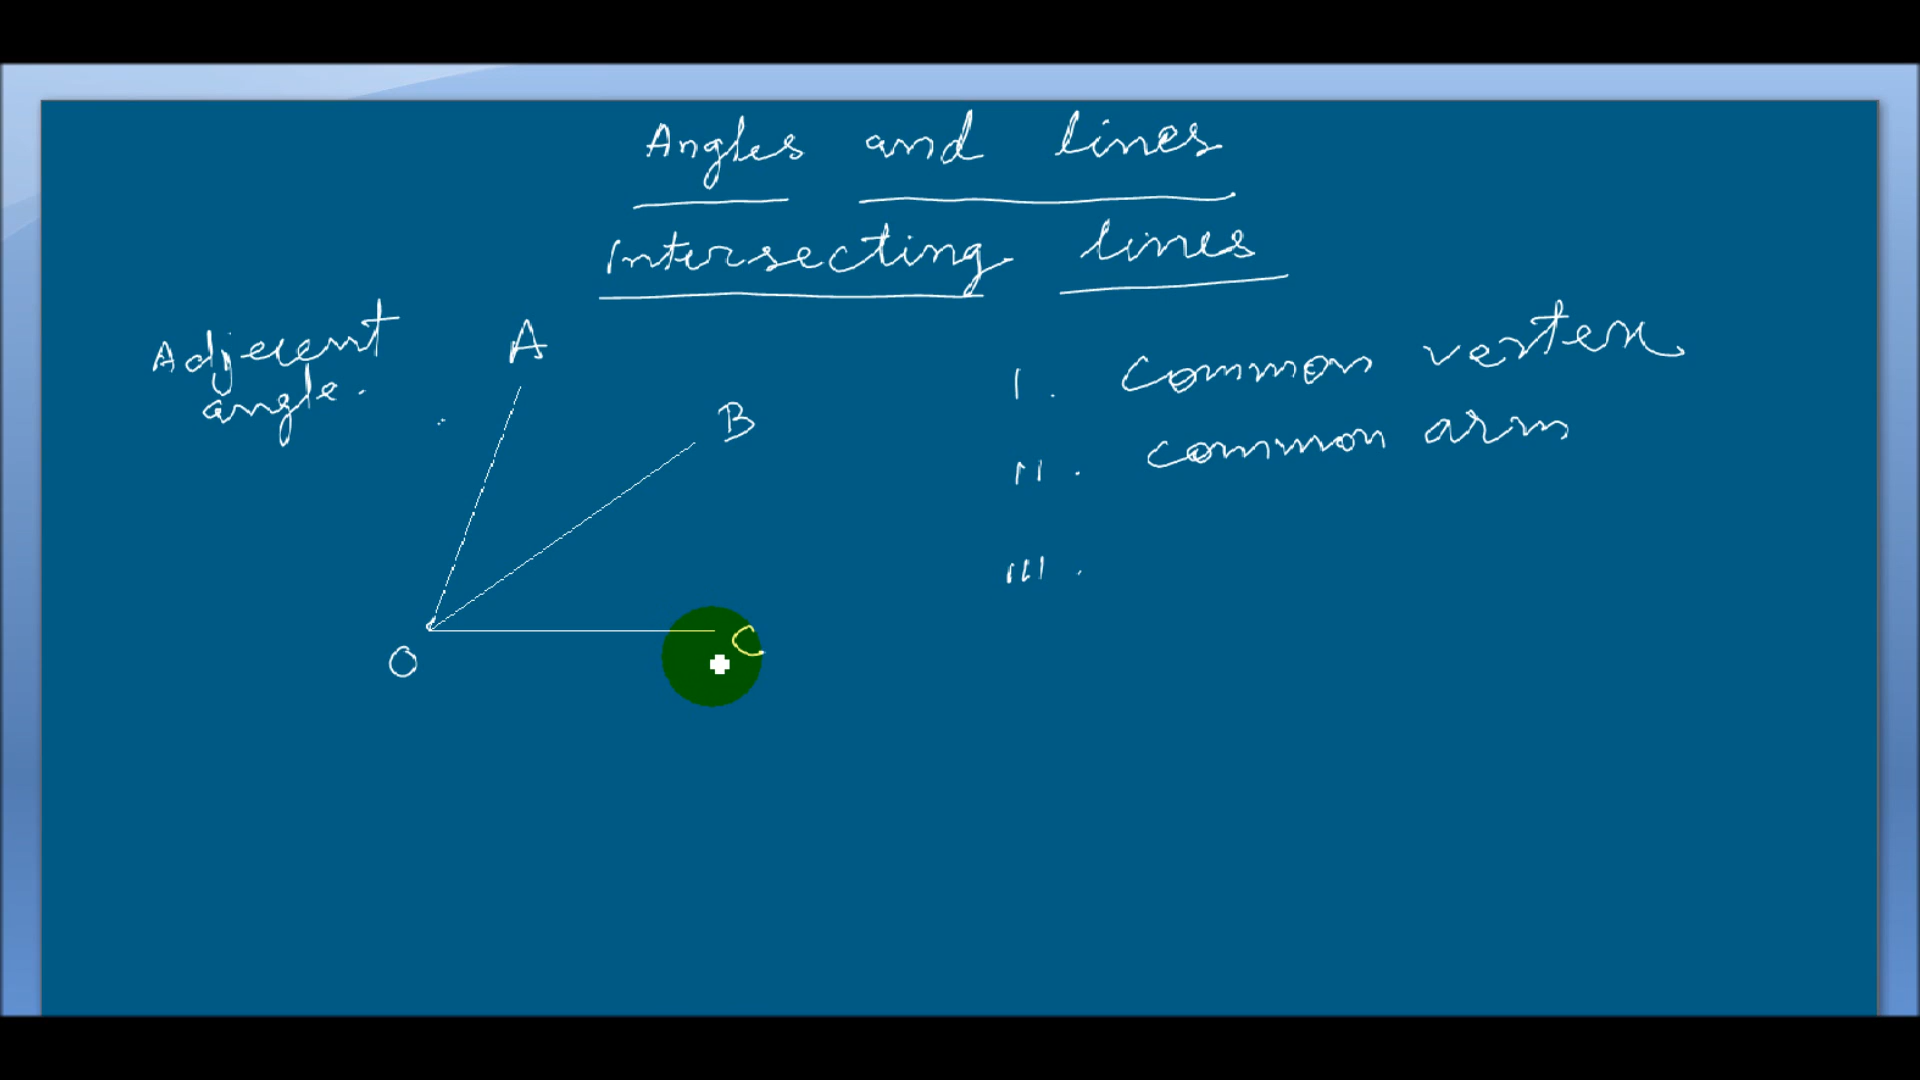 Angles and lines
Intersecting lines
Adjecent
angle.
A
B
O
C
I. Common vertex
II. Common arm
III.